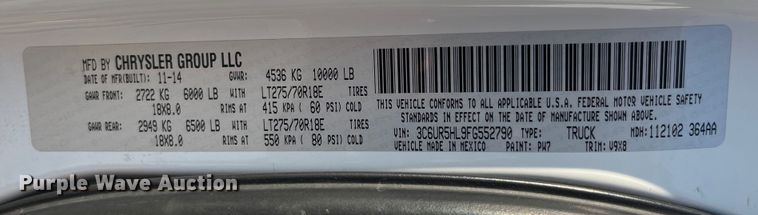 MFD BY CHRYSLER GROUP LLC
DATE OF MFR(BUILT) 11-14 GVWR: 4536 KG 10000 LB
GAWR FRONT: 2722 KG 6000 LB LT275/70R18E TIRES
18X8.0 RIMS AT 415 KPA ( 60 PSI) COLD
GAWR REAR: 2949 KG 6500 LB LT275/70R18E TIRES
18X8.0 RIMS AT 550 KPA ( 80 PSI) COLD
THIS VEHICLE CONFORMS TO ALL APPLICABLE U.S.A. FEDERAL MOTOR VEHICLE SAFETY
STANDARDS IN EFFECT ON THE DATE OF MANUFACTURE SHOWN ABOVE.
VIN: 3C6UR5HL9FG552790 TYPE: TRUCK MDH:112102 364AA
VEHICLE MADE IN MEXICO PAINT: PW7 TRIM: V9X8
Purple Wave Auction
Purple Wave Auction